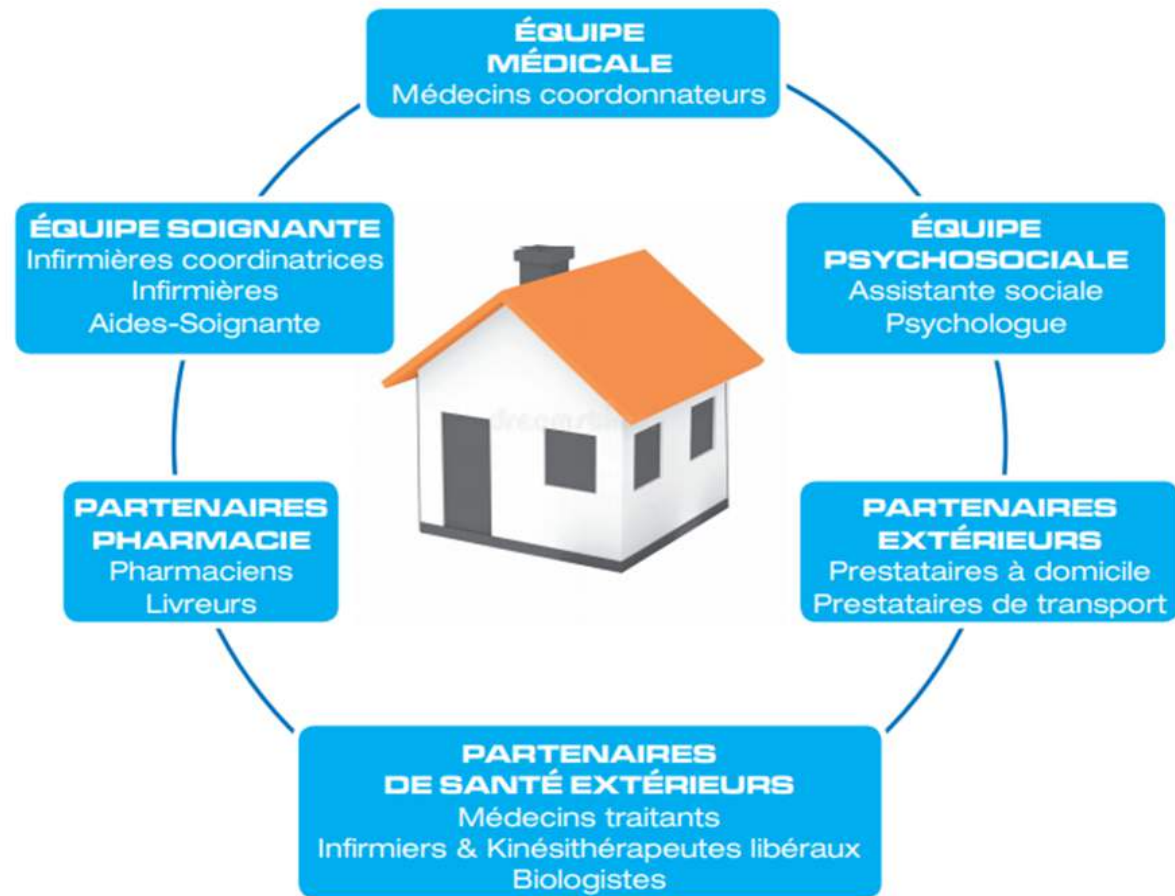 ÉQUIPE
MÉDICALE
Médecins coordonnateurs
ÉQUIPE SOIGNANTE
Infirmières coordinatrices
Infirmières
Aides-Soignante
ÉQUIPE
PSYCHOSOCIALE
Assistante sociale
Psychologue
PARTENAIRES
PHARMACIE
Pharmaciens
Livreurs
PARTENAIRES
EXTÉRIEURS
Prestataires à domicile
Prestataires de transport
PARTENAIRES
DE SANTÉ EXTÉRIEURS
Médecins traitants
Infirmiers & Kinésithérapeutes libéraux
Biologistes